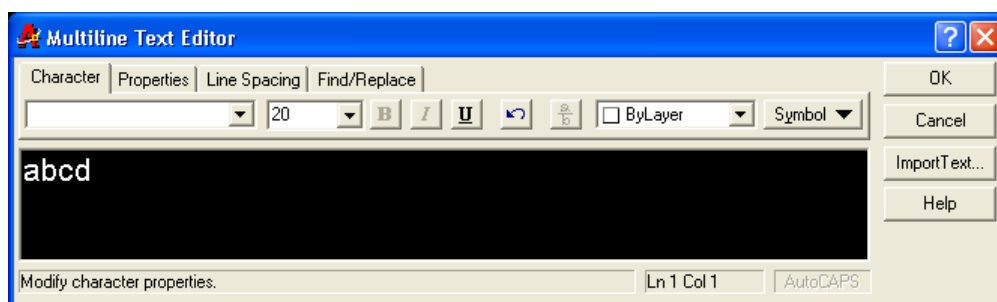 Multiline Text Editor
Character Properties Line Spacing Find/Replace
OK
20 B I U a/b ByLayer Symbol
Cancel
abcd
ImportText...
Help
Modify character properties. Ln 1 Col 1 AutoCAPS